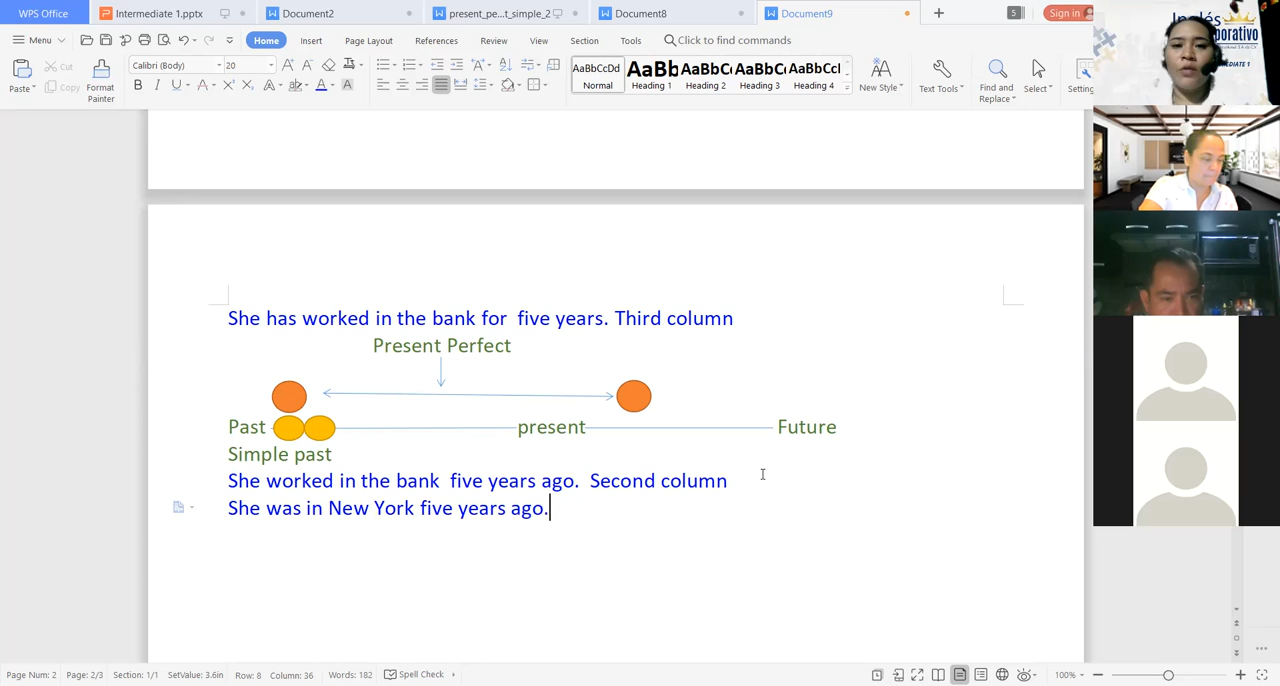 WPS Office
Intermediate 1.pptx
Document2
present_pe...t_simple_2
Document8
Document9
S
Sign in
Menu
Home
Insert
Page Layout
References
Review
View
Section
Tools
Click to find commands
Paste
Cut
Copy
Format Painter
Calibri (Body)
20
AaBbCcDd
Normal
AaBb
Heading 1
AaBbC
Heading 2
AaBbC
Heading 3
AaBbCcl
Heading 4
New Style
Text Tools
Find and Replace
Select
Setting
Inglés
porativo
She has worked in the bank for five years. Third column
Present Perfect
Past present Future
Simple past
She worked in the bank five years ago. Second column
She was in New York five years ago.
Page Num: 2 Page: 2/3 Section: 1/1 SetValue: 3.6in Row: 8 Column: 36 Words: 182 Spell Check 100%